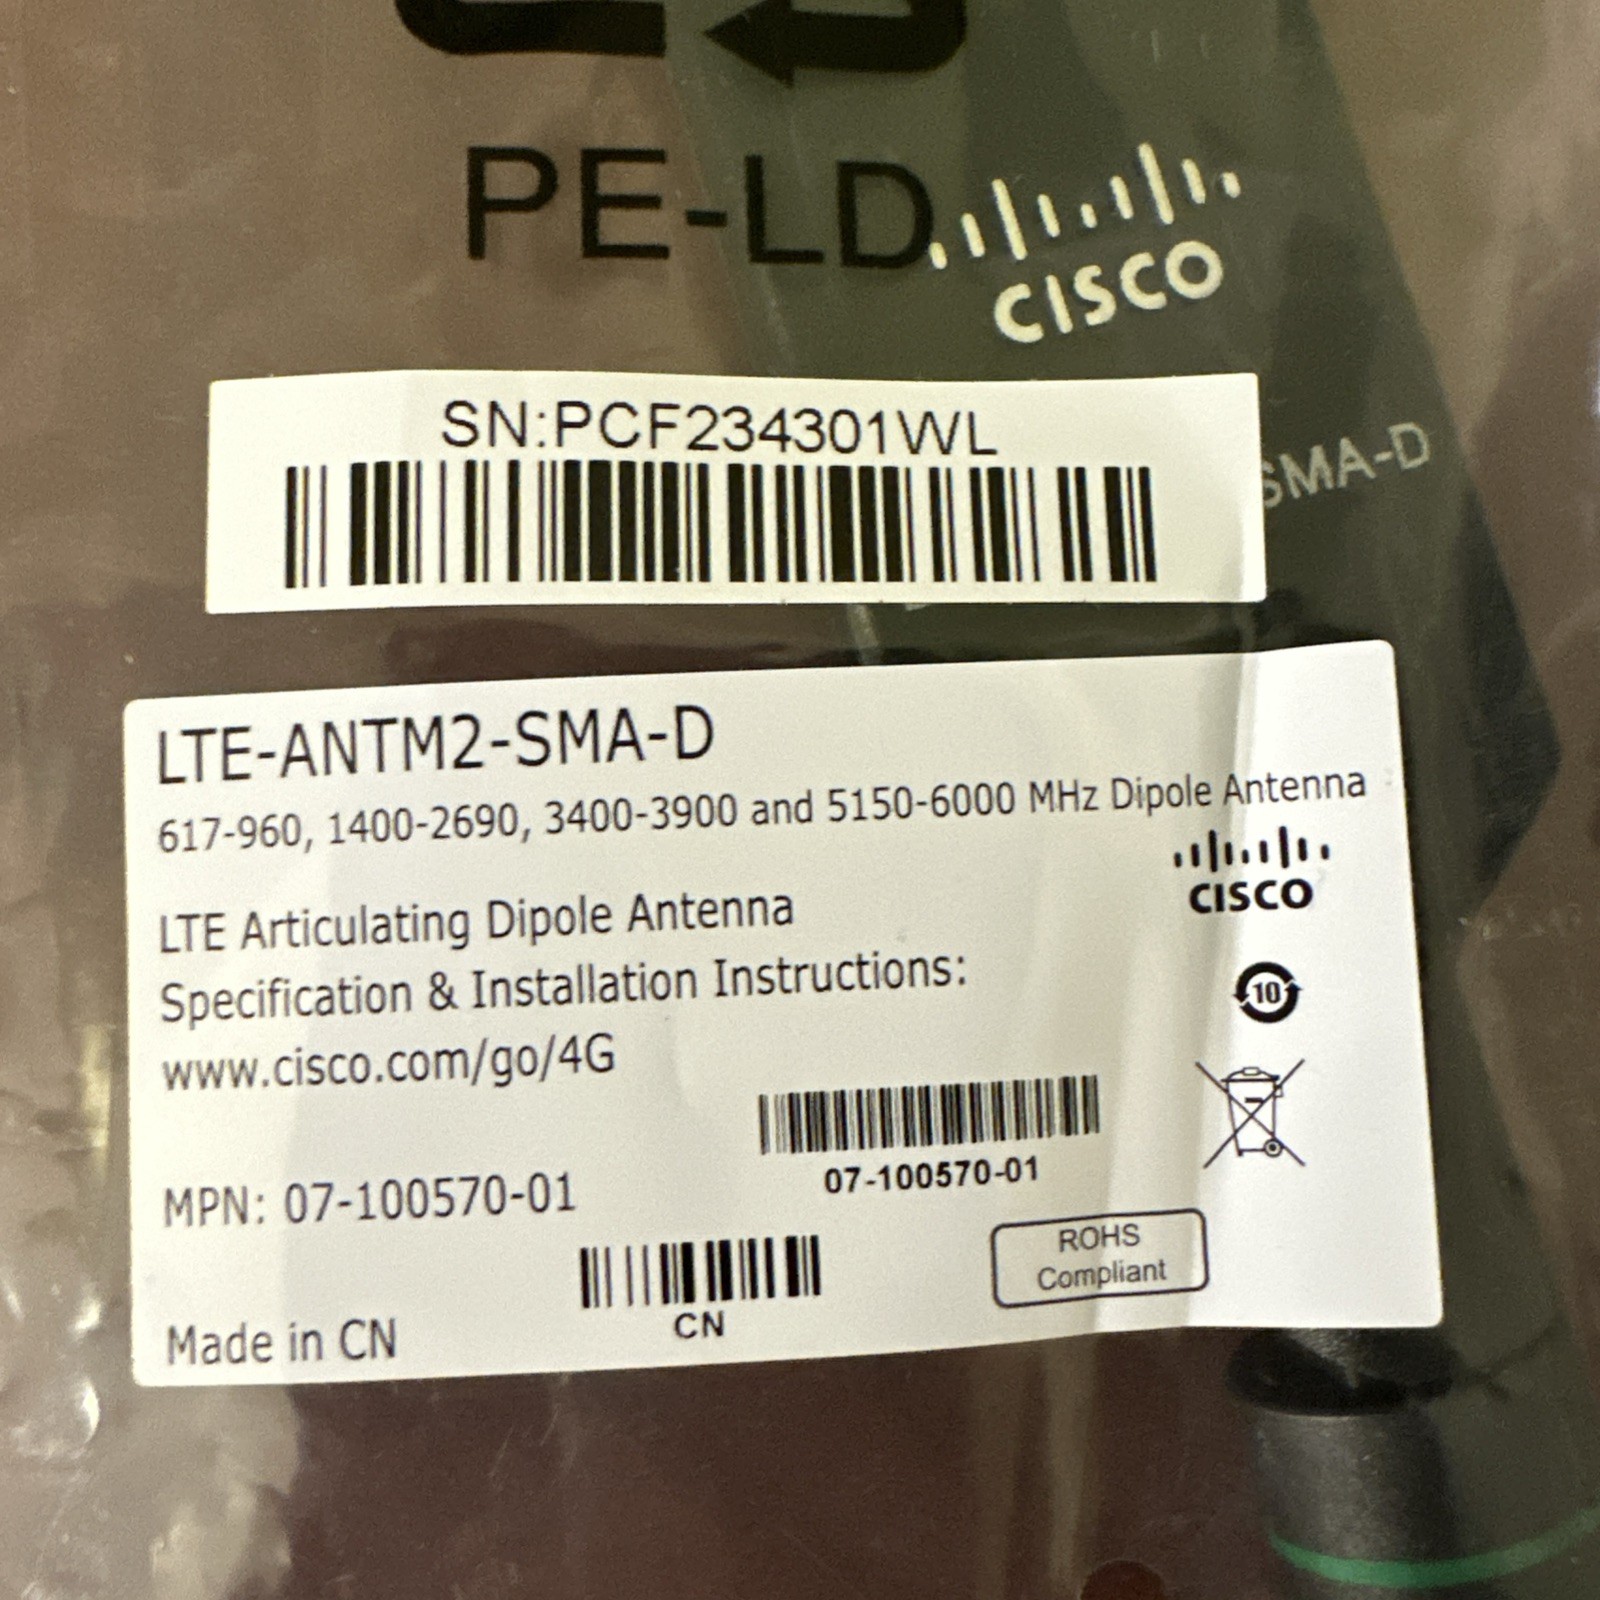 PE-LD
CISCO
SN:PCF234301WL
SMA-D
LTE-ANTM2-SMA-D
617-960, 1400-2690, 3400-3900 and 5150-6000 MHz Dipole Antenna
CISCO
LTE Articulating Dipole Antenna
Specification & Installation Instructions:
10
www.cisco.com/go/4G
07-100570-01
MPN: 07-100570-01
ROHS
Compliant
CN
Made in CN